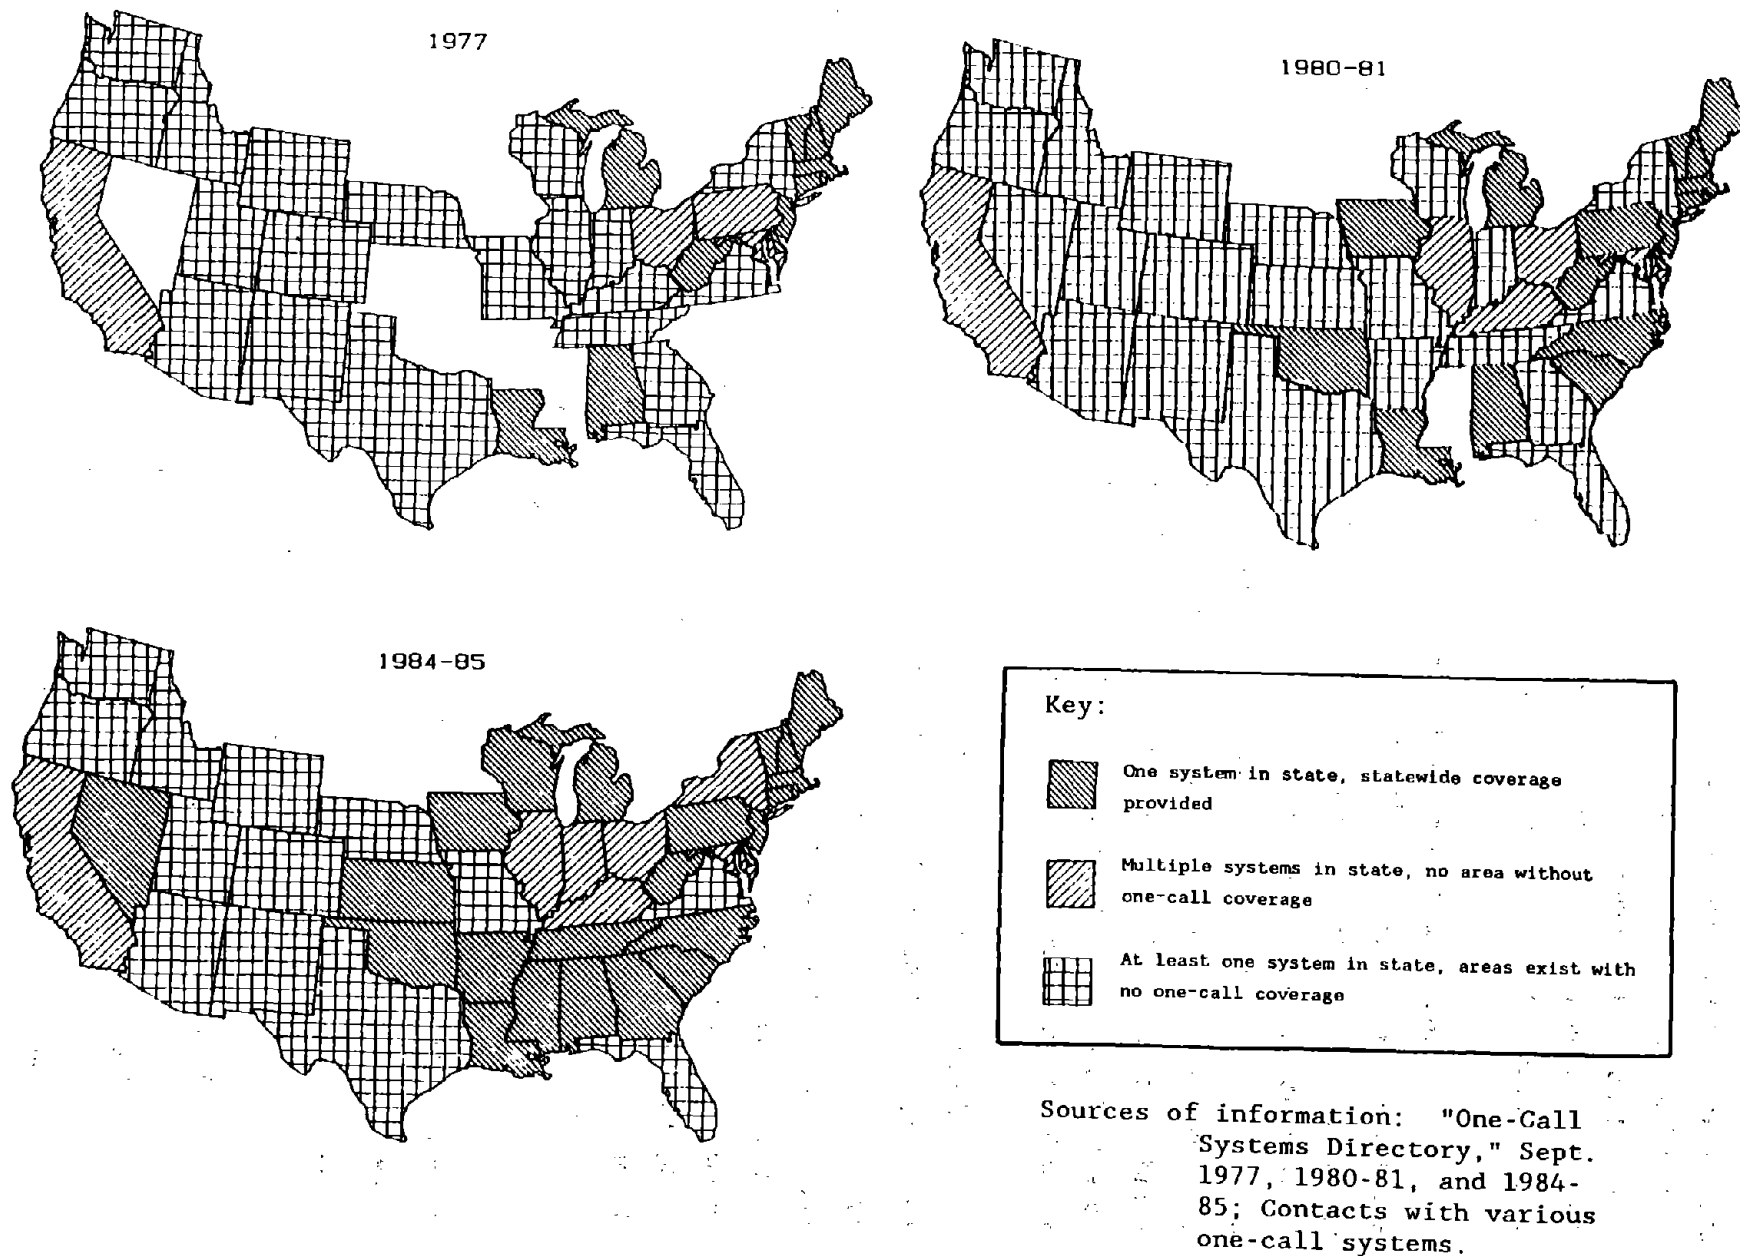 1977
1980-81
1984-85
Key:
One system in state, statewide coverage
provided
Multiple systems in state, no area without
one-call coverage
At least one system in state, areas exist with
no one-call coverage
Sources of information: "One-Call
Systems Directory," Sept.
1977, 1980-81, and 1984-
85; Contacts with various
one-call systems.